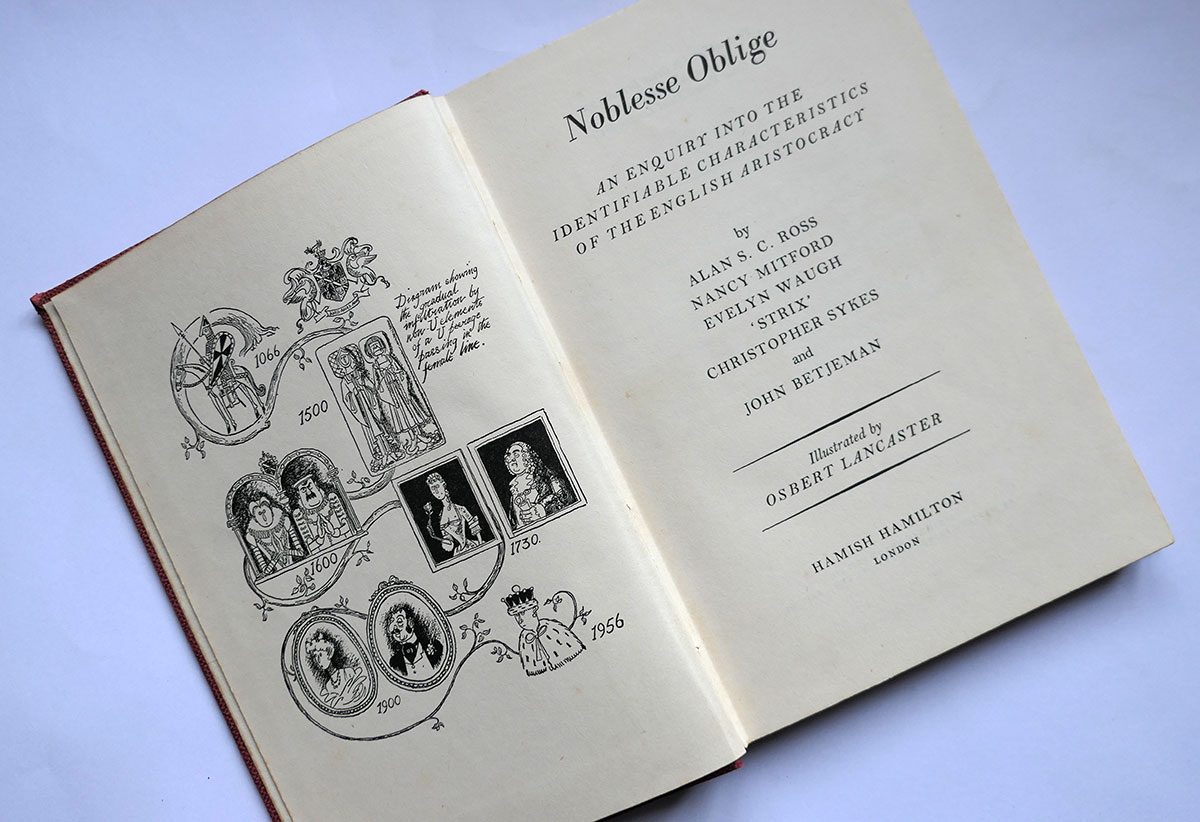 Diagram showing
the gradual
infiltration by
non-U elements
of a U peerage
passing in the
female line.
1066
1500
1600
1730.
1900
1956
Noblesse Oblige
AN ENQUIRY INTO THE
IDENTIFIABLE CHARACTERISTICS
OF THE ENGLISH ARISTOCRACY
by
ALAN S. C. ROSS
NANCY MITFORD
EVELYN WAUGH
‘STRIX’
CHRISTOPHER SYKES
and
JOHN BETJEMAN
Illustrated by
OSBERT LANCASTER
HAMISH HAMILTON
LONDON